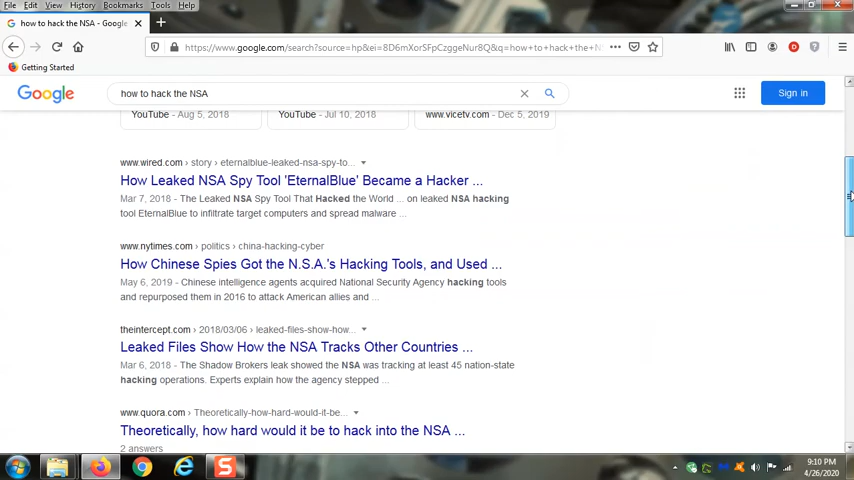 File Edit View History Bookmarks Tools Help
how to hack the NSA - Google
https://www.google.com/search?source=hp&ei=8D6mXorSFpCzggeNur8Q&q=how+to+hack+the+N
Getting Started
Google how to hack the NSA Sign in
YouTube - Aug 5, 2018 YouTube - Jul 10, 2018 www.vicetv.com - Dec 5, 2019
www.wired.com › story › eternalblue-leaked-nsa-spy-to...
How Leaked NSA Spy Tool 'EternalBlue' Became a Hacker ...
Mar 7, 2018 - The Leaked NSA Spy Tool That Hacked the World ... on leaked NSA hacking
tool EternalBlue to infiltrate target computers and spread malware ...
www.nytimes.com › politics › china-hacking-cyber
How Chinese Spies Got the N.S.A.'s Hacking Tools, and Used ...
May 6, 2019 - Chinese intelligence agents acquired National Security Agency hacking tools
and repurposed them in 2016 to attack American allies and ...
theintercept.com › 2018/03/06 › leaked-files-show-how...
Leaked Files Show How the NSA Tracks Other Countries ...
Mar 6, 2018 - The Shadow Brokers leak showed the NSA was tracking at least 45 nation-state
hacking operations. Experts explain how the agency stepped ...
www.quora.com › Theoretically-how-hard-would-it-be...
Theoretically, how hard would it be to hack into the NSA ...
2 answers
9:10 PM
4/26/2020